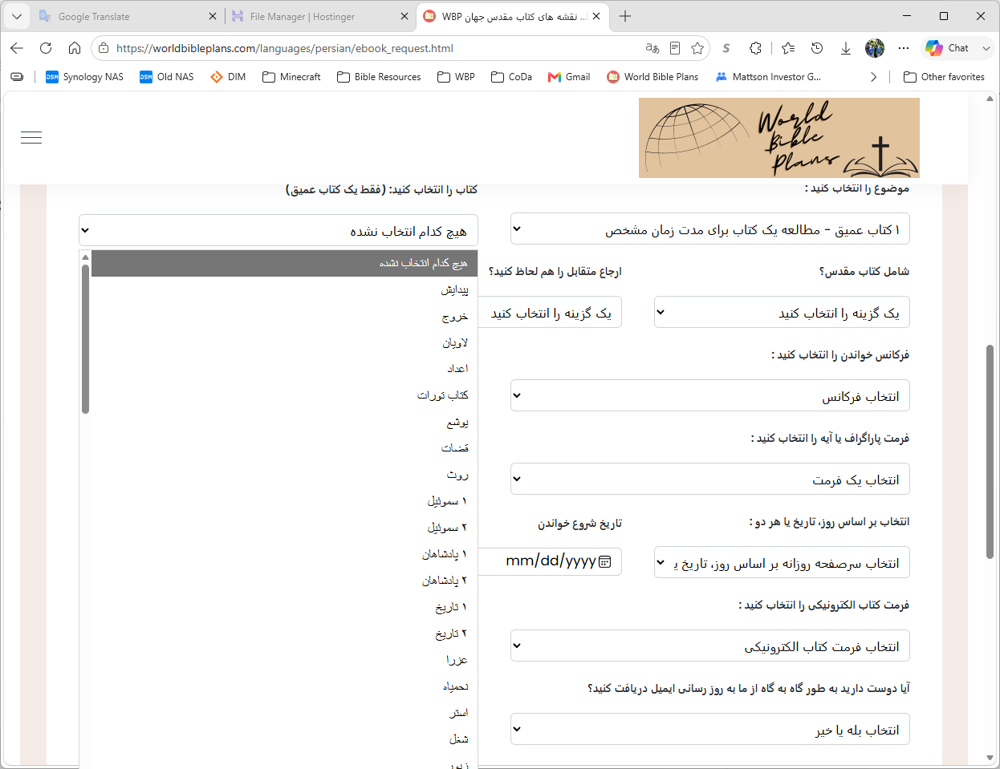 Google Translate
File Manager | Hostinger
WBP نقشه های کتاب مقدس جهان ...
https://worldbibleplans.com/languages/persian/ebook_request.html
Chat
Synology NAS
Old NAS
DIM
Minecraft
Bible Resources
WBP
CoDa
Gmail
World Bible Plans
Mattson Investor G...
Other favorites
World
Bible
Plans
موضوع را انتخاب کنید :
۱ کتاب عمیق - مطالعه یک کتاب برای مدت زمان مشخص
کتاب را انتخاب کنید: (فقط یک کتاب عمیق)
هیچ کدام انتخاب نشده
هیچ کدام انتخاب نشده
پیدایش
خروج
لاویان
اعداد
کتاب تورات
یوشع
قضات
روث
۱ سموئیل
۲ سموئیل
۱ پادشاهان
۲ پادشاهان
۱ تاریخ
۲ تاریخ
عزرا
نحمیاه
استر
شغل
زبور
شامل کتاب مقدس؟
یک گزینه را انتخاب کنید
ارجاع متقابل را هم لحاظ کنید؟
یک گزینه را انتخاب کنید
فرکانس خواندن را انتخاب کنید :
انتخاب فرکانس
فرمت پاراگراف یا آیه را انتخاب کنید :
انتخاب یک فرمت
انتخاب بر اساس روز، تاریخ یا هر دو :
انتخاب سرصفحه روزانه بر اساس روز، تاریخ ی
تاریخ شروع خواندن
mm/dd/yyyy
فرمت کتاب الکترونیکی را انتخاب کنید :
انتخاب فرمت کتاب الکترونیکی
آیا دوست دارید به طور گاه به گاه از ما به روز رسانی ایمیل دریافت کنید؟
انتخاب بله یا خیر